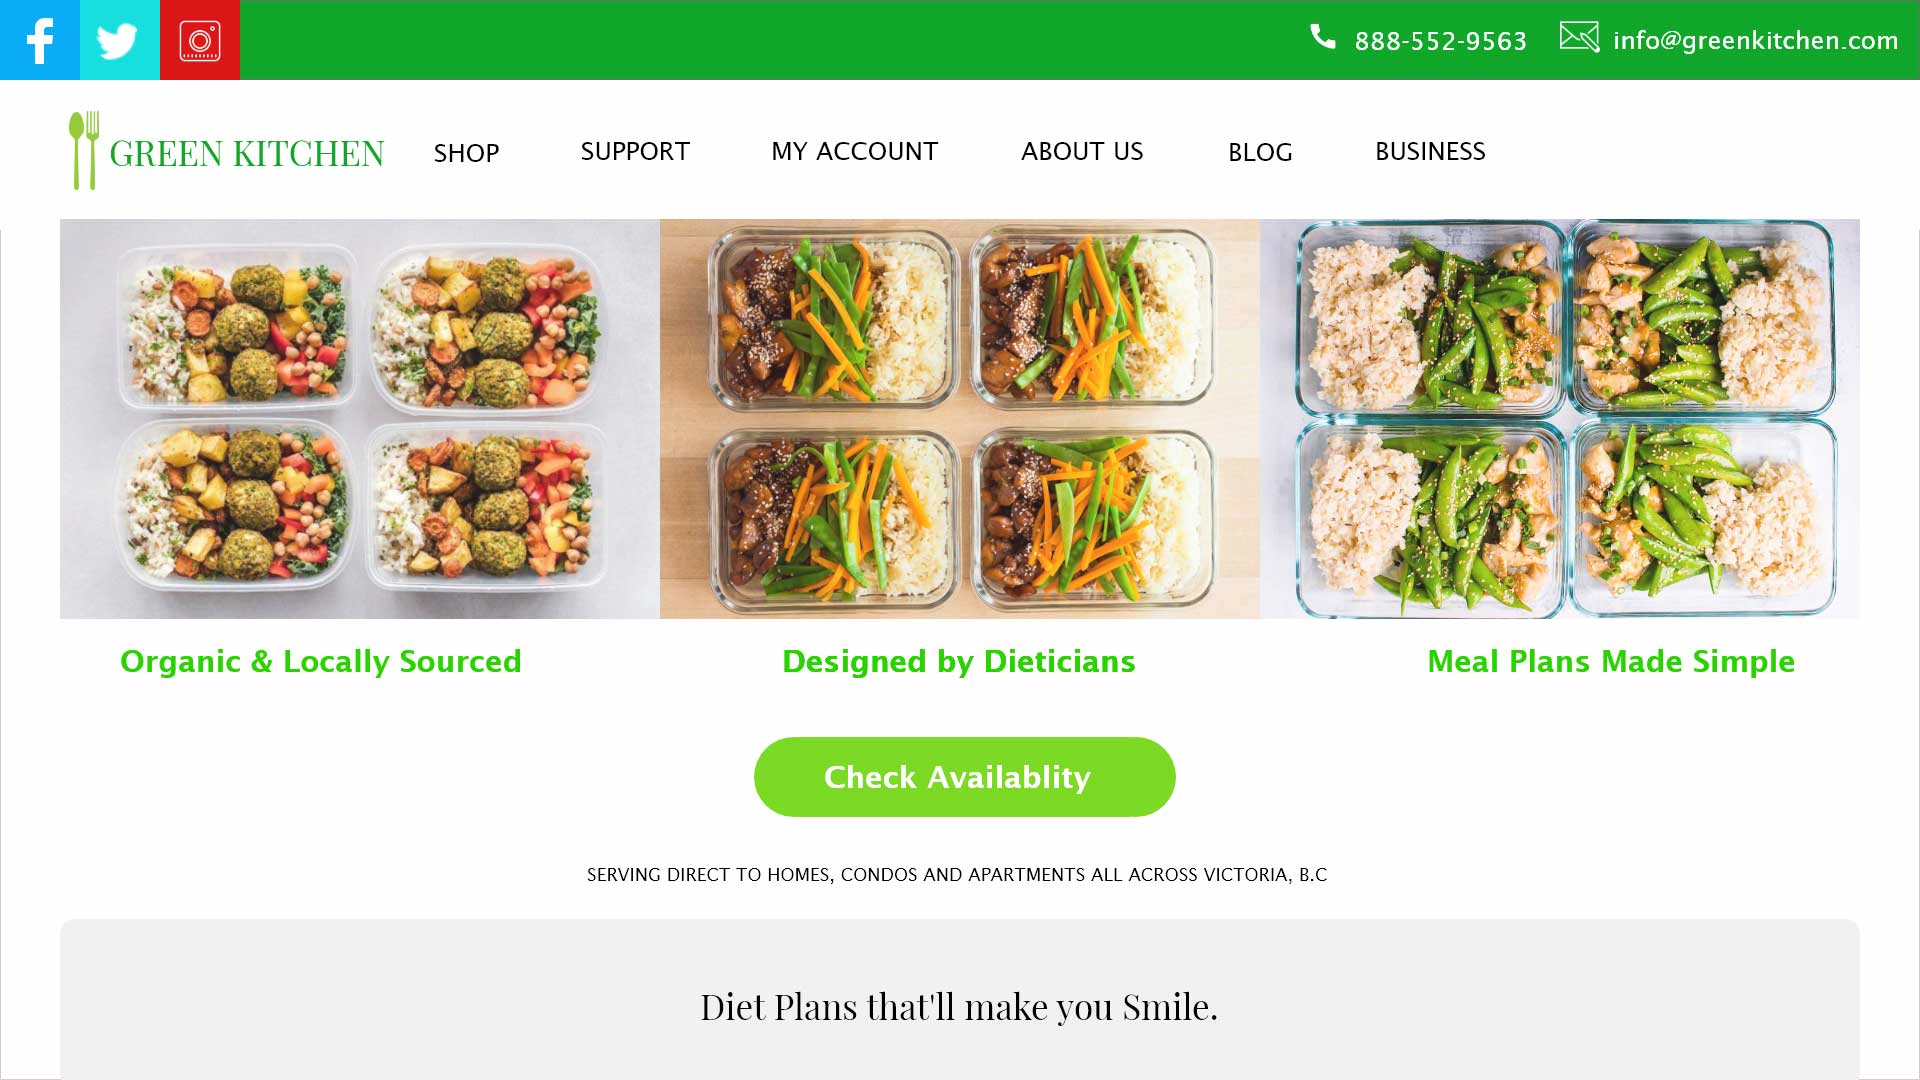 888-552-9563
info@greenkitchen.com
GREEN KITCHEN
SHOP
SUPPORT
MY ACCOUNT
ABOUT US
BLOG
BUSINESS
Organic & Locally Sourced
Designed by Dieticians
Meal Plans Made Simple
Check Availablity
SERVING DIRECT TO HOMES, CONDOS AND APARTMENTS ALL ACROSS VICTORIA, B.C
Diet Plans that'll make you Smile.